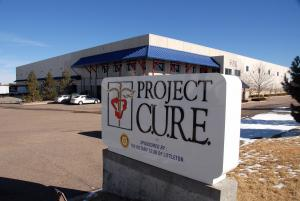 PROJECT
C.U.R.E.
SPONSORED BY
THE ROTARY CLUB OF LITTLETON